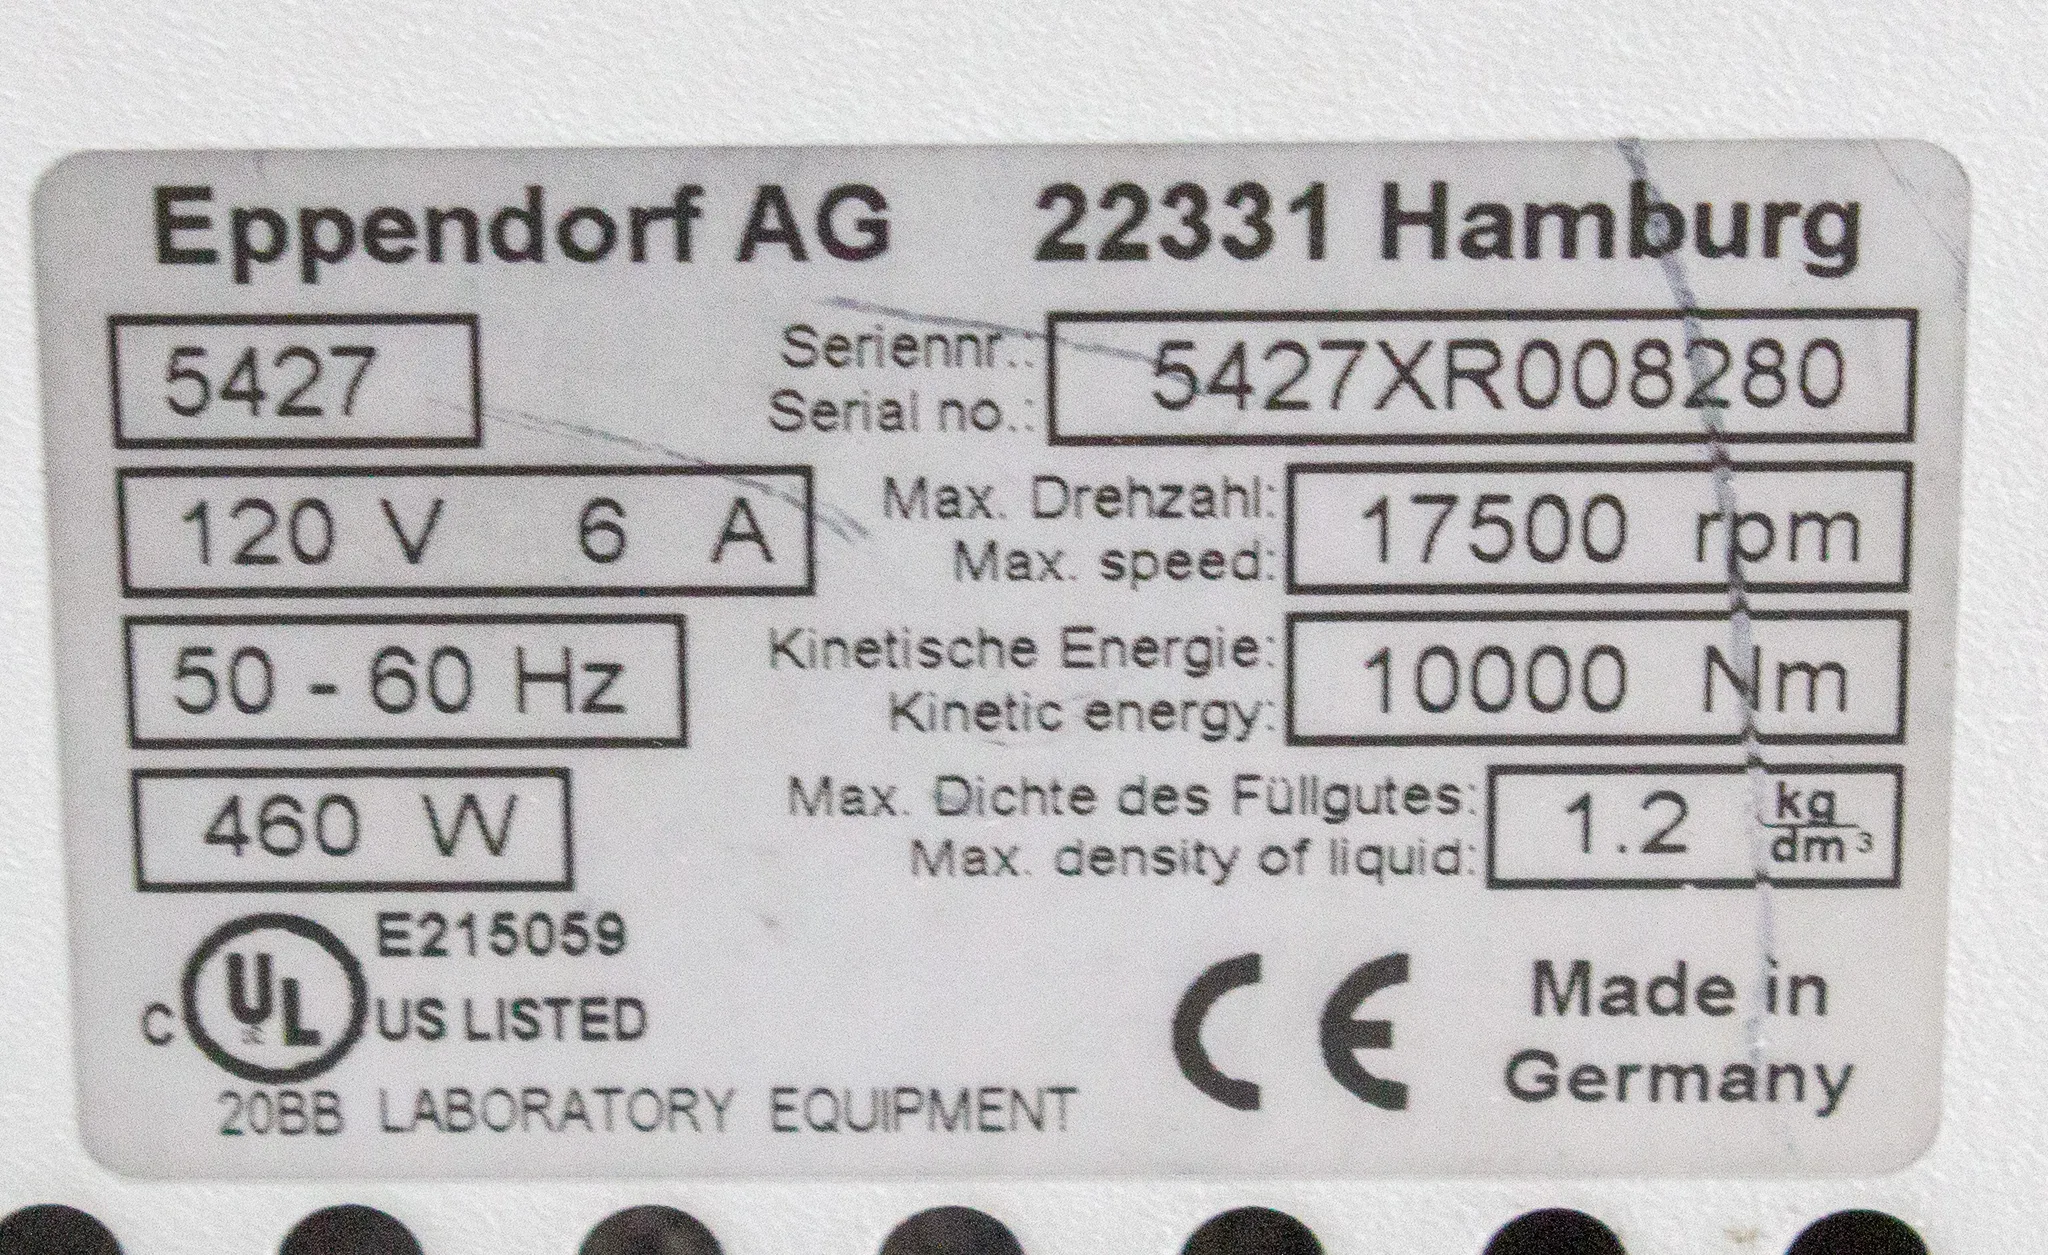 Eppendorf AG 22331 Hamburg
5427
Seriennr.:
Serial no.:
5427XR008280
120 V 6 A
Max. Drehzahl:
Max. speed:
17500 rpm
50 - 60 Hz
Kinetische Energie:
Kinetic energy:
10000 Nm
460 W
Max. Dichte des Füllgutes:
Max. density of liquid:
1.2 kg/dm³
E215059
C UL US LISTED
20BB LABORATORY EQUIPMENT
CE
Made in
Germany